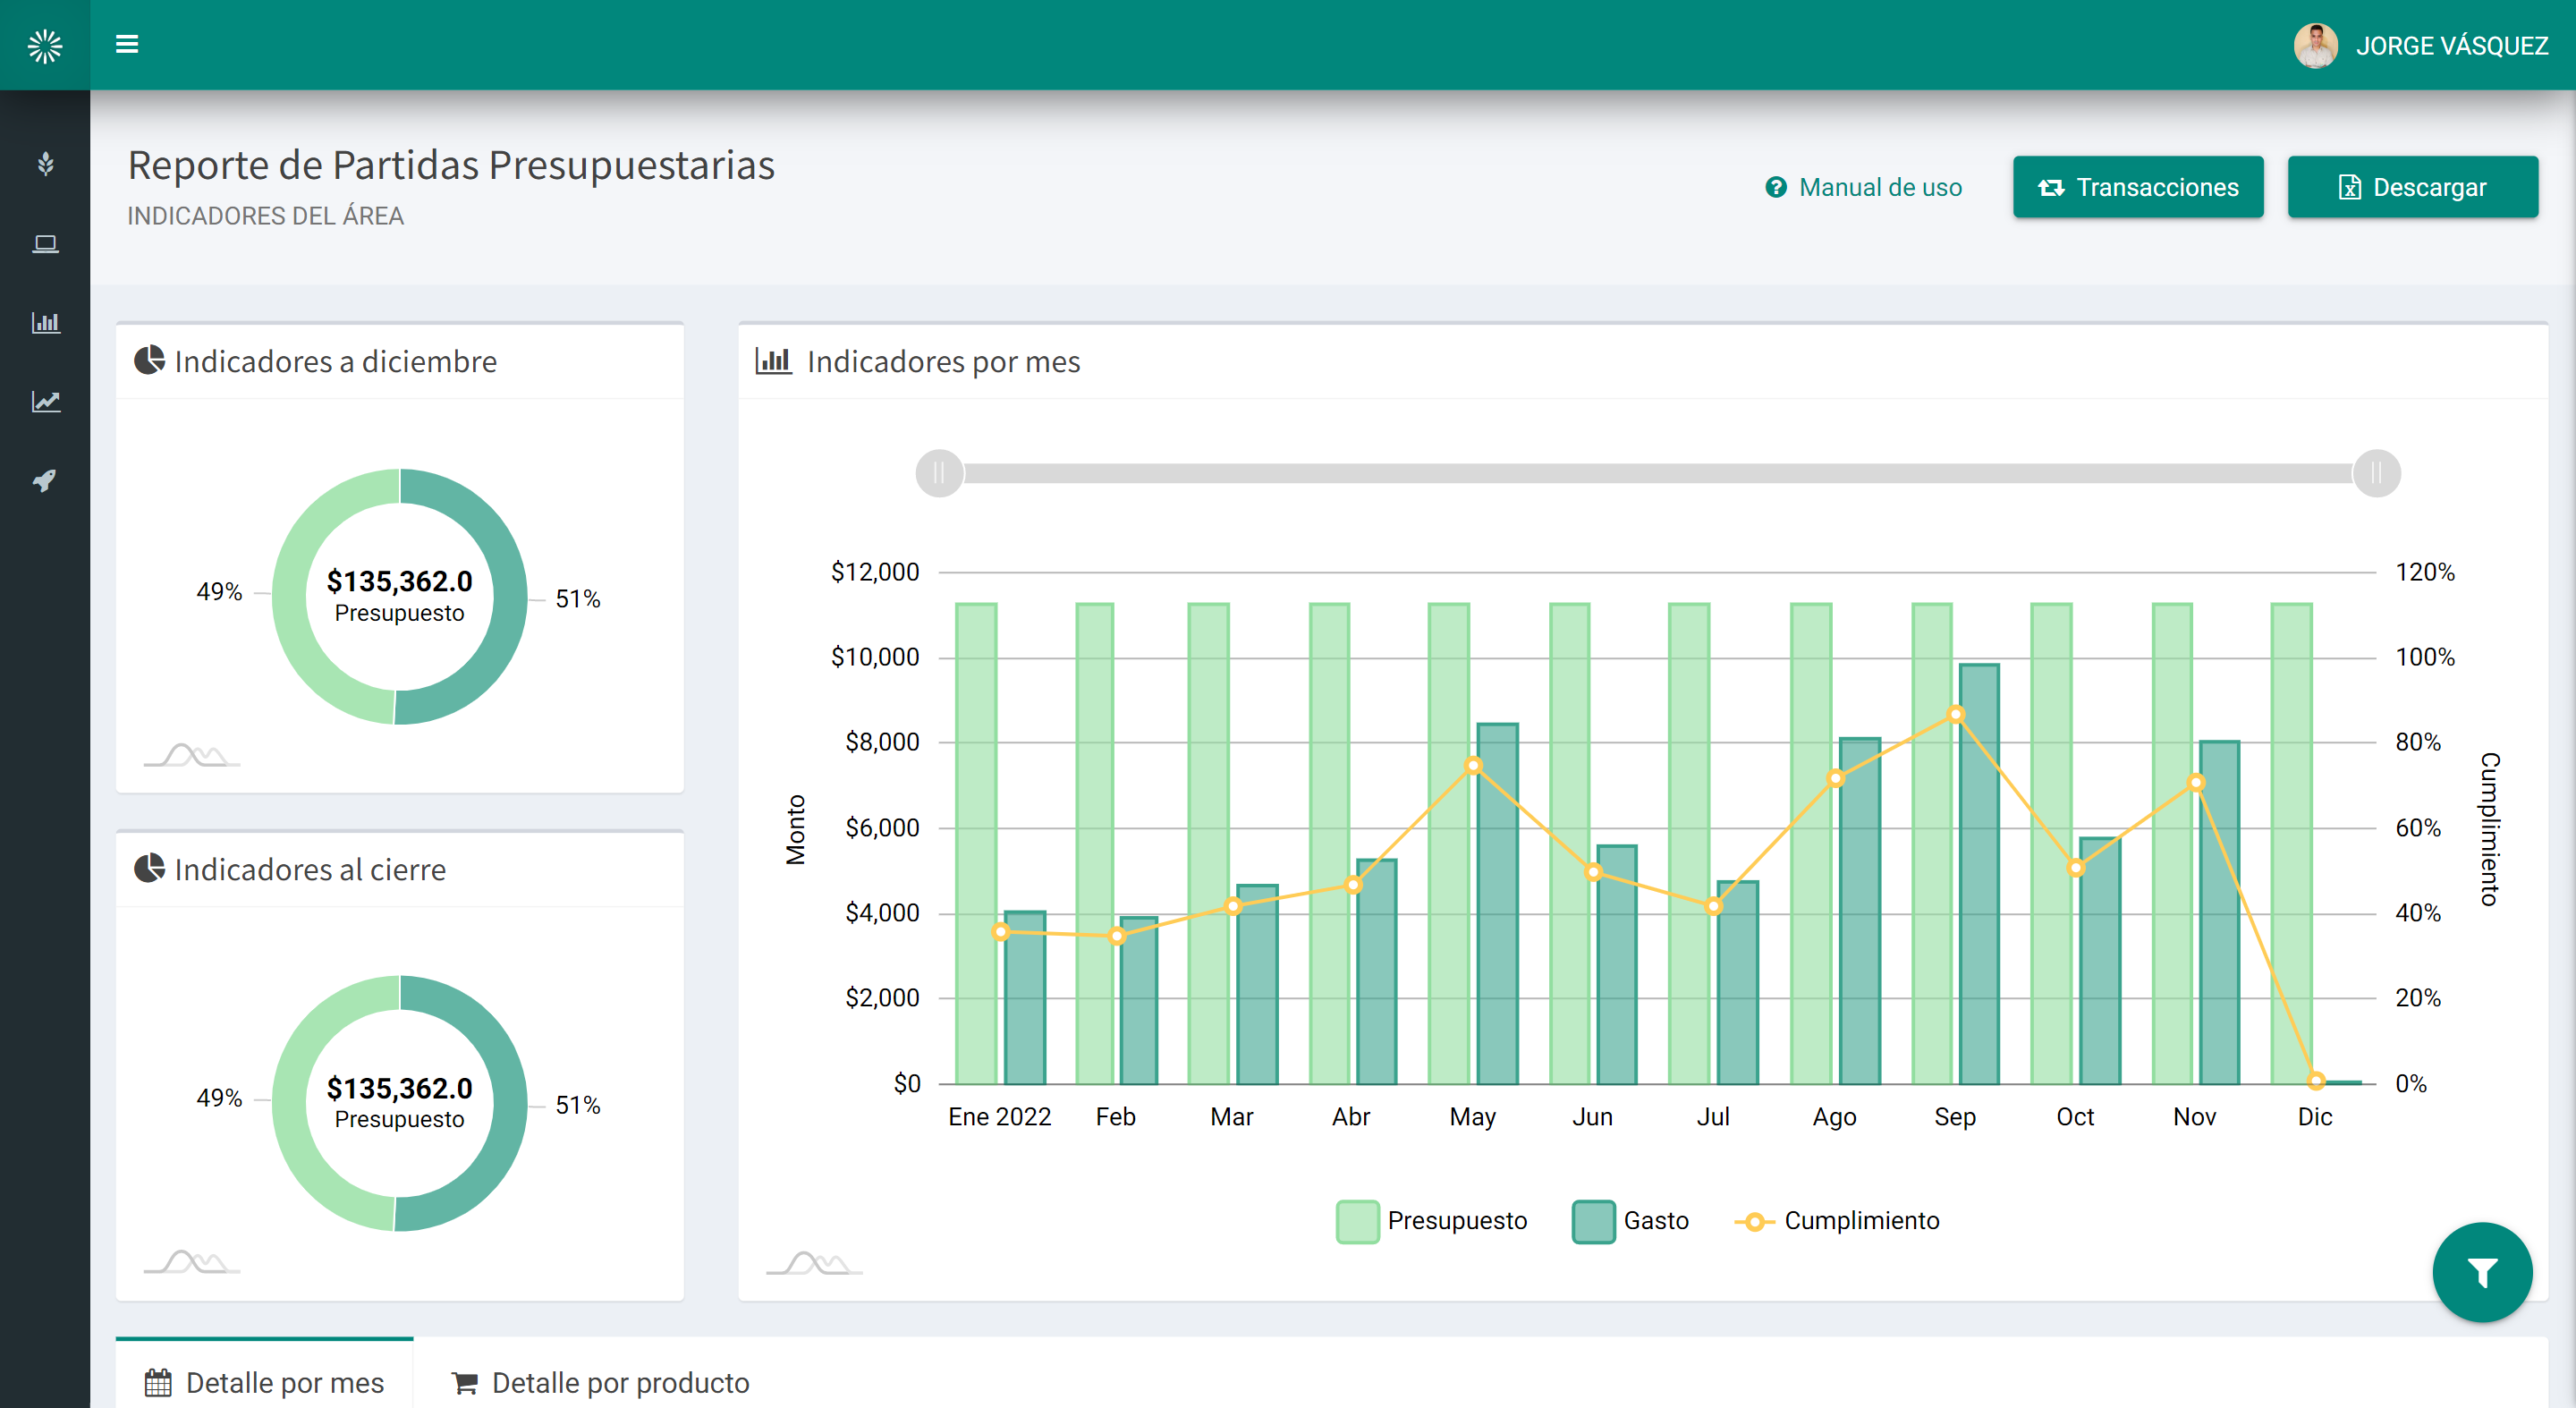 JORGE VÁSQUEZ
Reporte de Partidas Presupuestarias
INDICADORES DEL ÁREA
Manual de uso
Transacciones
Descargar
Indicadores a diciembre
49%
$135,362.0
Presupuesto
51%
Indicadores al cierre
49%
$135,362.0
Presupuesto
51%
Indicadores por mes
Monto
$12,000
$10,000
$8,000
$6,000
$4,000
$2,000
$0
120%
100%
80%
60%
40%
20%
0%
Cumplimiento
Ene 2022 Feb Mar Abr May Jun Jul Ago Sep Oct Nov Dic
Presupuesto Gasto Cumplimiento
Detalle por mes
Detalle por producto